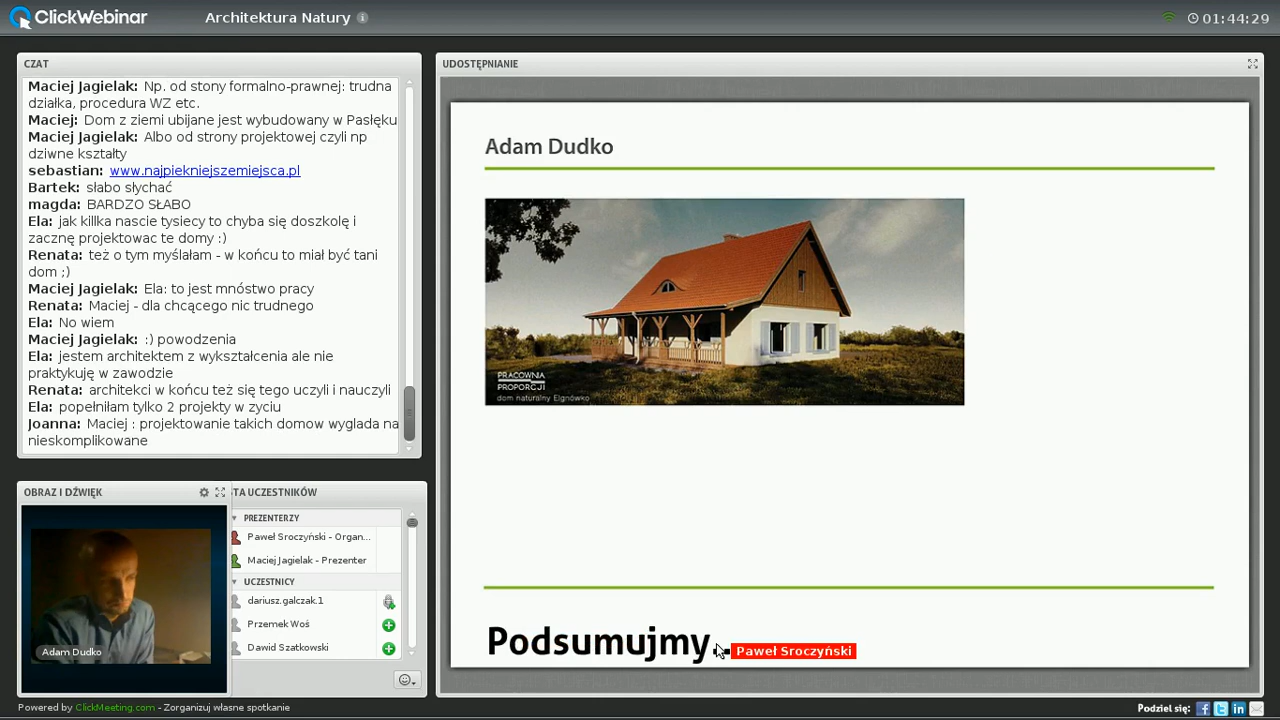 ClickWebinar
Architektura Natury
01:44:29
CZAT
Maciej Jagielak: Np. od stony formalno-prawnej: trudna
działka, procedura WZ etc.
Maciej: Dom z ziemi ubijane jest wybudowany w Pasłęku
Maciej Jagielak: Albo od strony projektowej czyli np
dziwne kształty
sebastian: www.najpiekniejszemiejsca.pl
Bartek: słabo słychać
magda: BARDZO SŁABO
Ela: jak killka nascie tysiecy to chyba się doszkolę i
zacznę projektowac te domy :)
Renata: też o tym myślałam - w końcu to miał być tani
dom ;)
Maciej Jagielak: Ela: to jest mnóstwo pracy
Renata: Maciej - dla chcącego nic trudnego
Ela: No wiem
Maciej Jagielak: :) powodzenia
Ela: jestem architektem z wykształcenia ale nie
praktykuję w zawodzie
Renata: architekci w końcu też się tego uczyli i nauczyli
Ela: popełniłam tylko 2 projekty w zyciu
Joanna: Maciej : projektowanie takich domow wyglada na
nieskomplikowane
OBRAZ I DŹWIĘK
Adam Dudko
TA UCZESTNIKÓW
PREZENTERZY
Paweł Sroczyński - Organ...
Maciej Jagielak - Prezenter
UCZESTNICY
dariusz.galczak.1
Przemek Woś
Dawid Szatkowski
UDOSTĘPNIANIE
Adam Dudko
PRACOWNIA
PROPORCJI
dom naturalny Elgnówko
Podsumujmy
Paweł Sroczyński
Powered by ClickMeeting.com - Zorganizuj własne spotkanie
Podziel się: